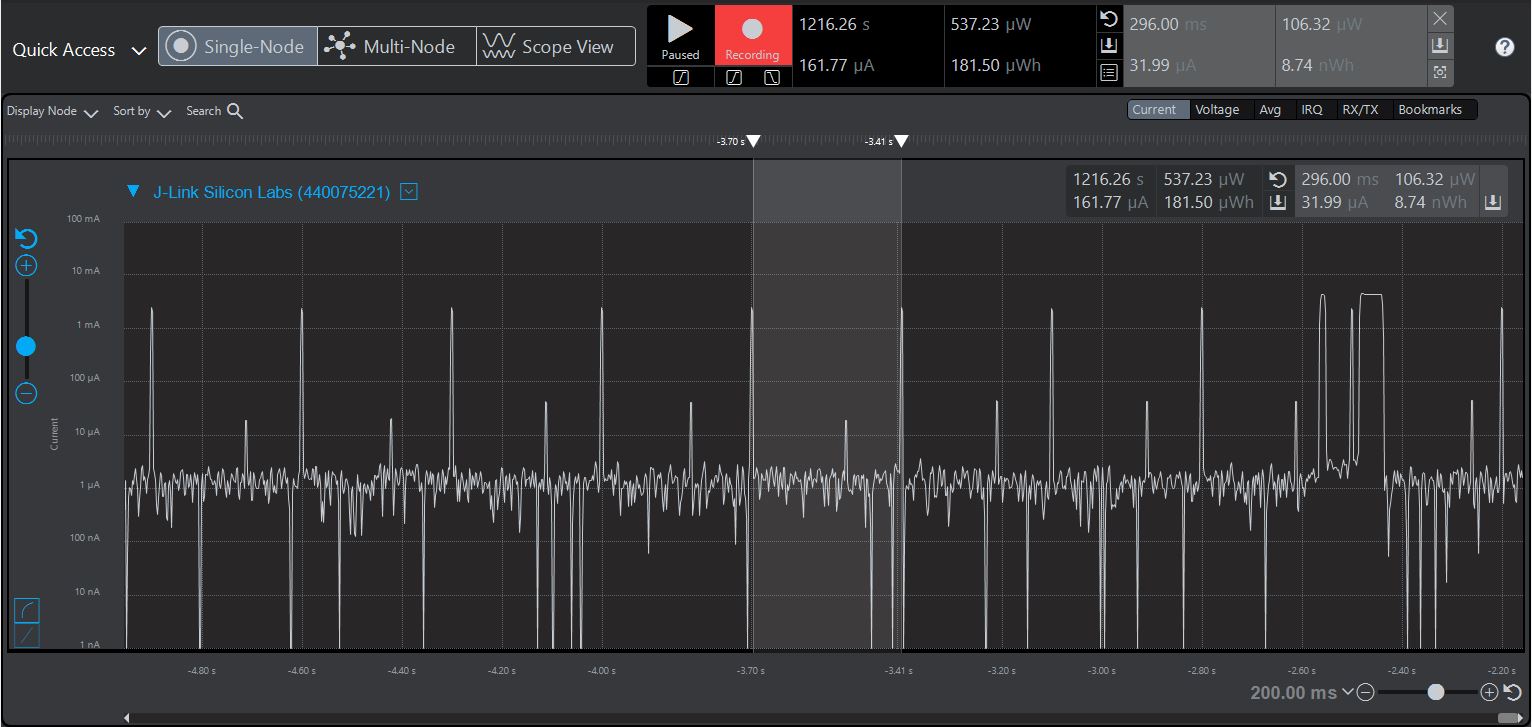 Quick Access
Single-Node
Multi-Node
Scope View
Paused
Recording
1216.26 s
537.23 µW
161.77 µA
181.50 µWh
296.00 ms
106.32 µW
31.99 µA
8.74 nWh
?
Display Node
Sort by
Search
Current
Voltage
Avg
IRQ
RX/TX
Bookmarks
-3.70 s
-3.41 s
J-Link Silicon Labs (440075221)
1216.26 s
537.23 µW
296.00 ms
106.32 µW
161.77 µA
181.50 µWh
31.99 µA
8.74 nWh
100 mA
10 mA
1 mA
100 µA
10 µA
1 µA
100 nA
10 nA
1 nA
Current
-4.80 s
-4.60 s
-4.40 s
-4.20 s
-4.00 s
-3.70 s
-3.41 s
-3.20 s
-3.00 s
-2.80 s
-2.60 s
-2.40 s
-2.20 s
200.00 ms